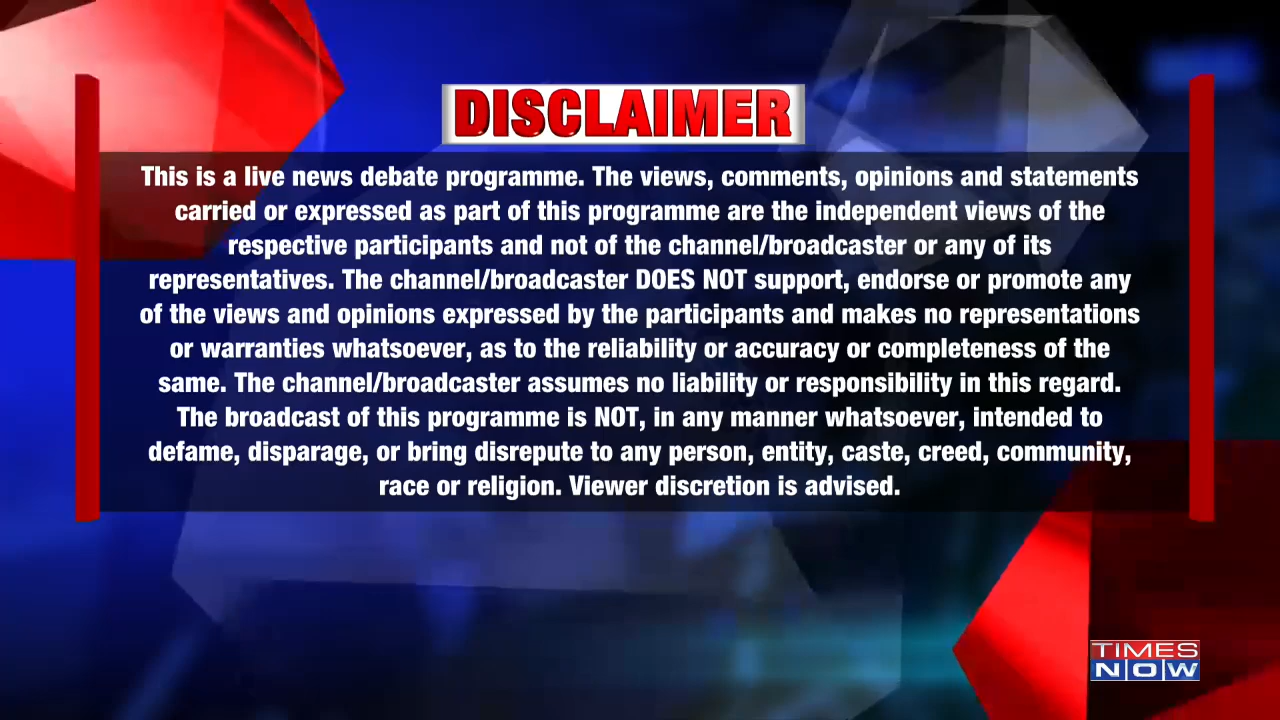 DISCLAIMER
This is a live news debate programme. The views, comments, opinions and statements
carried or expressed as part of this programme are the independent views of the
respective participants and not of the channel/broadcaster or any of its
representatives. The channel/broadcaster DOES NOT support, endorse or promote any
of the views and opinions expressed by the participants and makes no representations
or warranties whatsoever, as to the reliability or accuracy or completeness of the
same. The channel/broadcaster assumes no liability or responsibility in this regard.
The broadcast of this programme is NOT, in any manner whatsoever, intended to
defame, disparage, or bring disrepute to any person, entity, caste, creed, community,
race or religion. Viewer discretion is advised.
TIMES
NOW